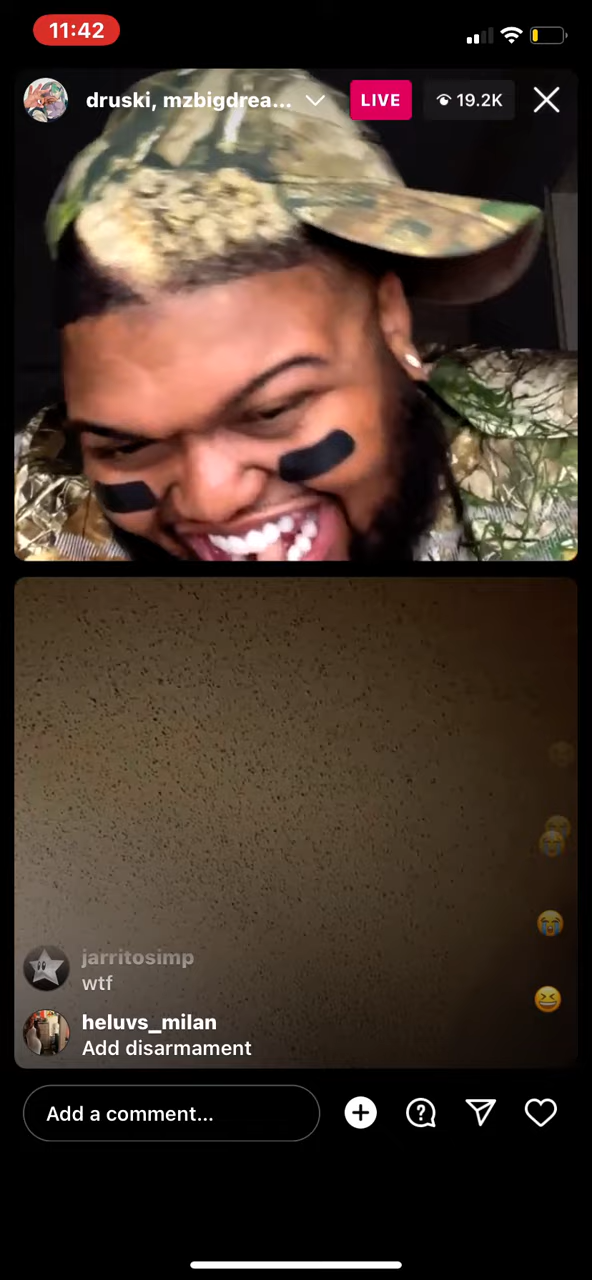 11:42
druski, mzbigdrea...
LIVE
19.2K
jarritosimp
wtf
heluvs_milan
Add disarmament
Add a comment...